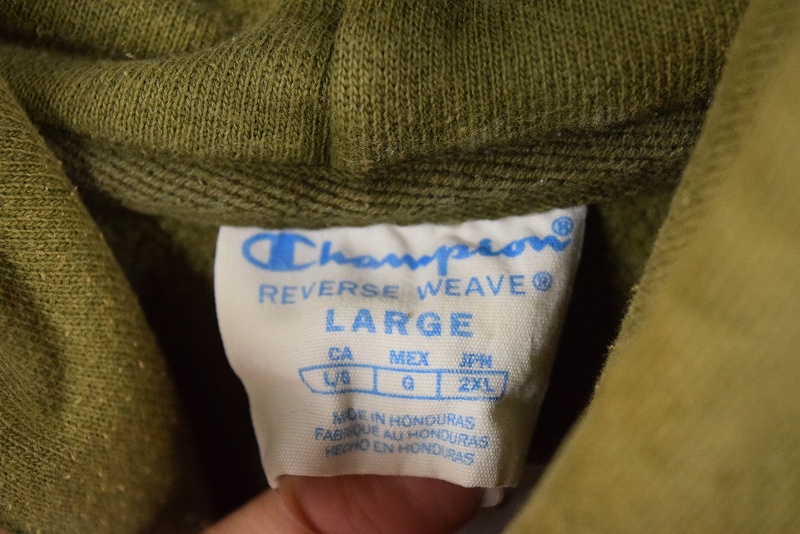 Champion®
REVERSE WEAVE®
LARGE
CA MEX JPN
L/G G 2XL
MADE IN HONDURAS
FABRIQUE AU HONDURAS
HECHO EN HONDURAS